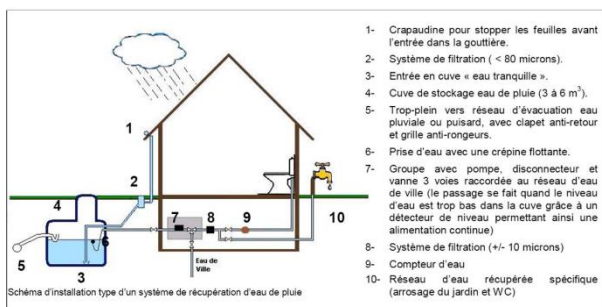 1- Crapaudine pour stopper les feuilles avant
l'entrée dans la gouttière.
2- Système de filtration ( < 80 microns).
3- Entrée en cuve « eau tranquille ».
4- Cuve de stockage eau de pluie (3 à 6 m³).
5- Trop-plein vers réseau d'évacuation eau
pluviale ou puisard, avec clapet anti-retour
et grille anti-rongeurs.
6- Prise d'eau avec une crépine flottante.
7- Groupe avec pompe, disconnecteur et
vanne 3 voies raccordée au réseau d'eau
de ville (le passage se fait quand le niveau
d'eau est trop bas dans la cuve grâce à un
détecteur de niveau permettant ainsi une
alimentation continue)
8- Système de filtration (+/- 10 microns)
9- Compteur d'eau
10- Réseau d'eau récupérée spécifique
(arrosage du jardin et WC)
1
2
4
7
8
9
10
6
5
3
Eau de
Ville
Schéma d'installation type d'un système de récupération d'eau de pluie